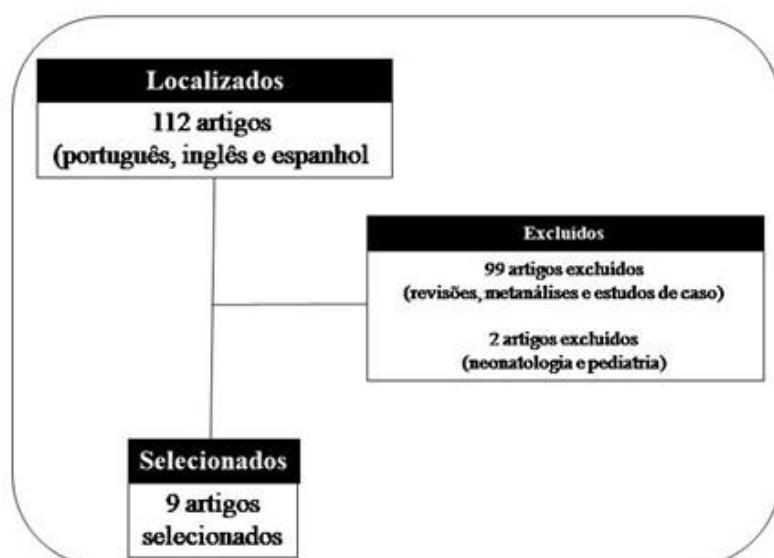 Localizados
112 artigos
(português, inglês e espanhol
Excluídos
99 artigos excluídos
(revisões, metanálises e estudos de caso)
2 artigos excluídos
(neonatologia e pediatria)
Selecionados
9 artigos
selecionados